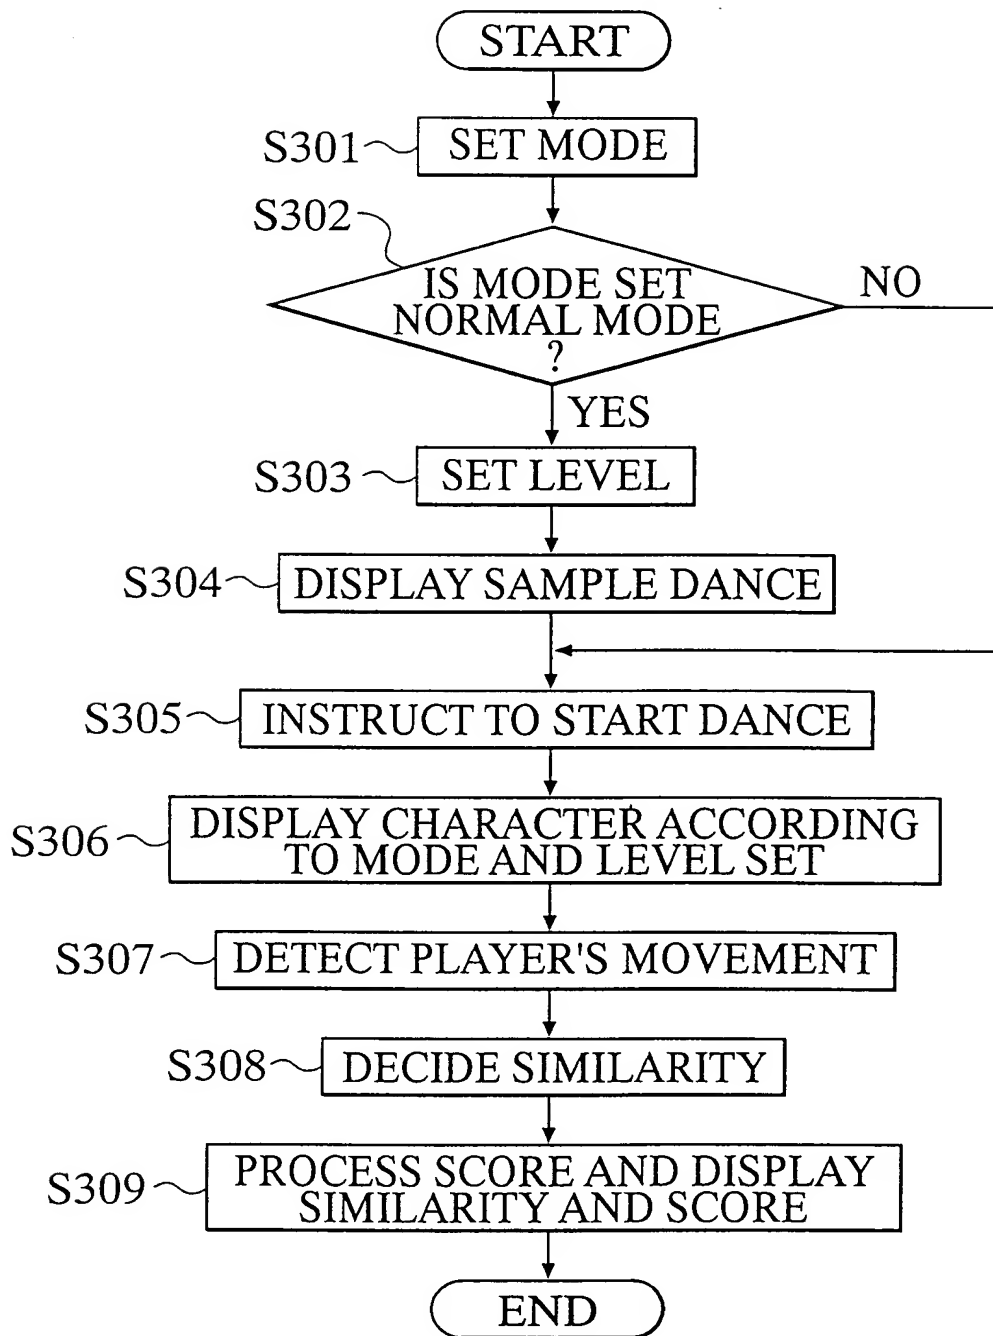 START
S301
SET MODE
S302
IS MODE SET
NORMAL MODE
?
NO
YES
S303
SET LEVEL
S304
DISPLAY SAMPLE DANCE
S305
INSTRUCT TO START DANCE
S306
DISPLAY CHARACTER ACCORDING
TO MODE AND LEVEL SET
S307
DETECT PLAYER'S MOVEMENT
S308
DECIDE SIMILARITY
S309
PROCESS SCORE AND DISPLAY
SIMILARITY AND SCORE
END